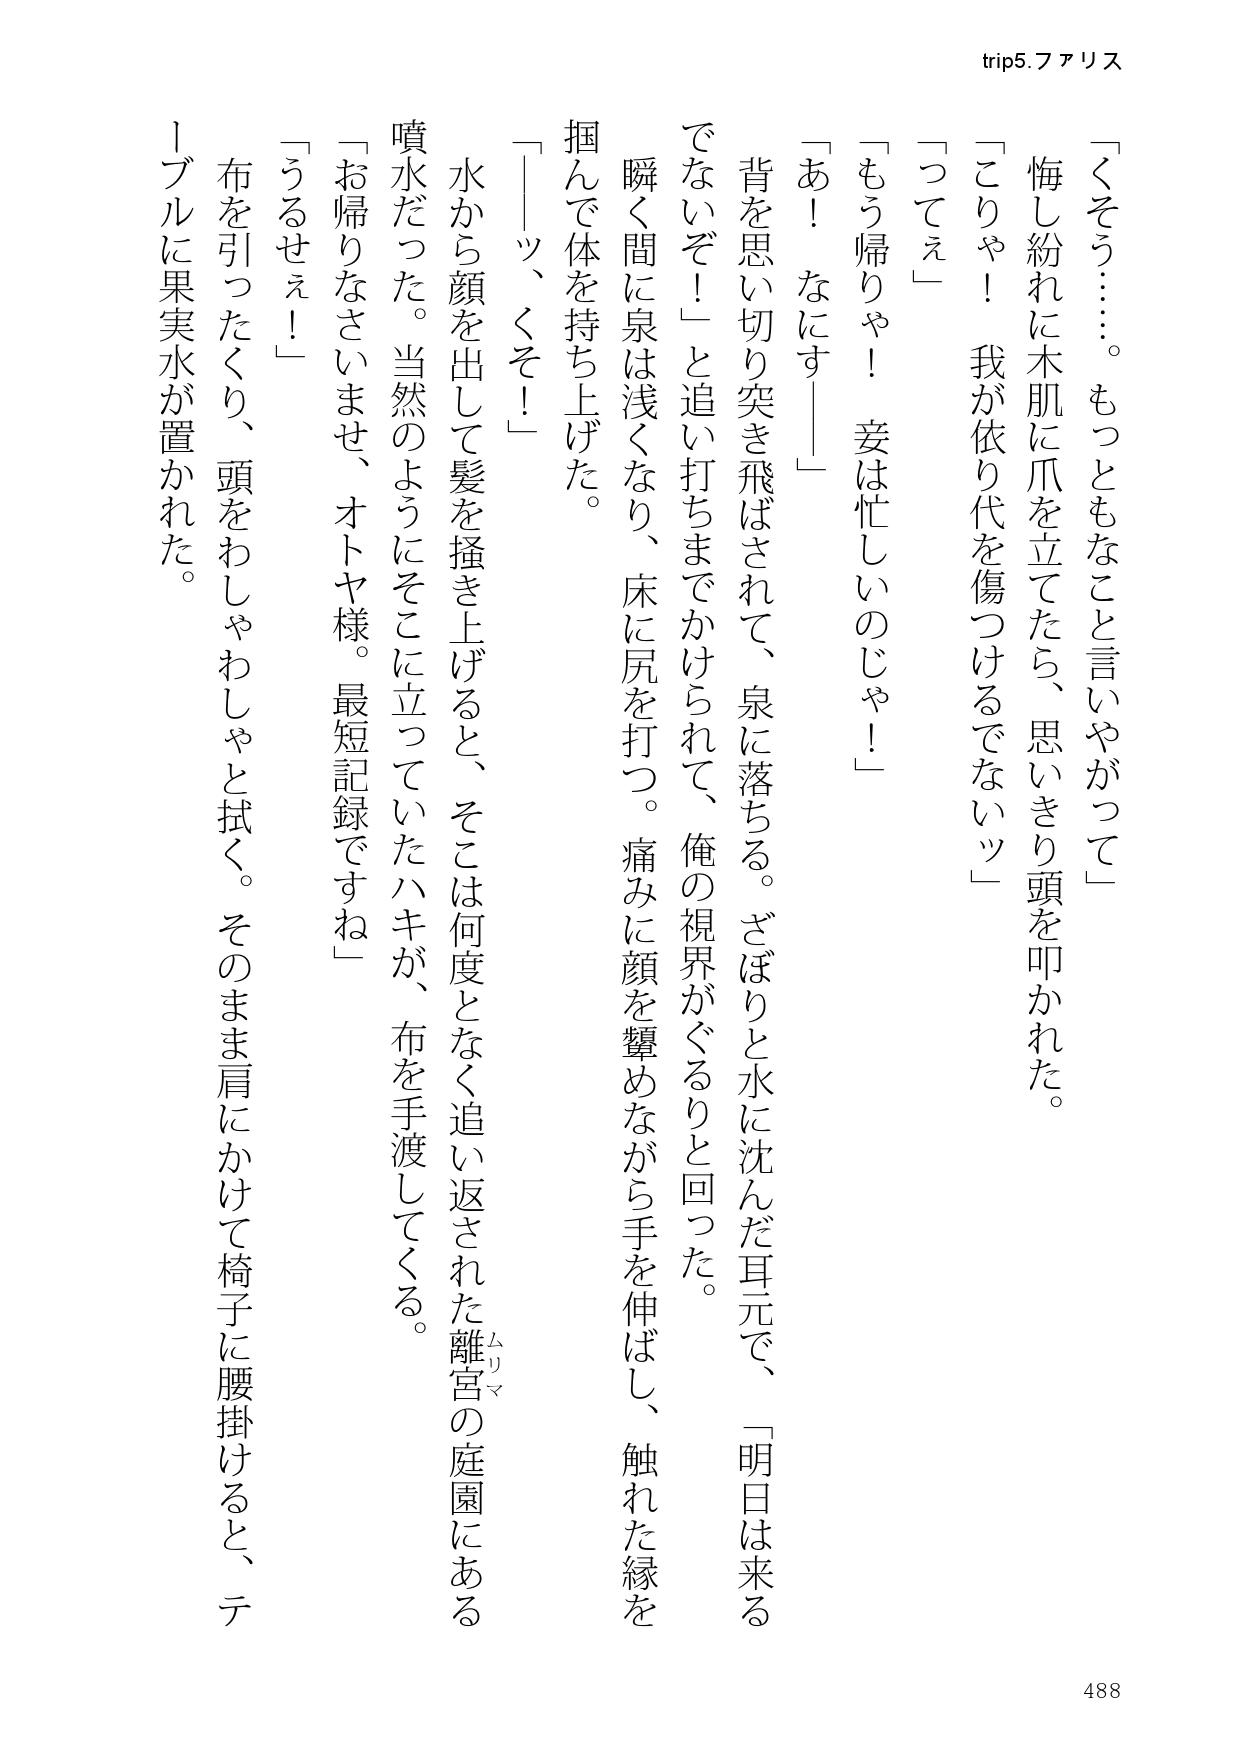 trip5.ファリス
「くそう……。もっともなこと言いやがって」
　悔し紛れに木肌に爪を立てたら、思いきり頭を叩かれた。
「こりゃ！　我が依り代を傷つけるでないッ」
「ってぇ」
「もう帰りゃ！　妾は忙しいのじゃ！」
「あ！　なにす――」
　背を思い切り突き飛ばされて、泉に落ちる。ざぼりと水に沈んだ耳元で、「明日は来る
でないぞ！」と追い打ちまでかけられて、俺の視界がぐるりと回った。
　瞬く間に泉は浅くなり、床に尻を打つ。痛みに顔を顰めながら手を伸ばし、触れた縁を
掴んで体を持ち上げた。
「――ッ、くそ！」
　水から顔を出して髪を掻き上げると、そこは何度となく追い返された離宮ムリマの庭園にある
噴水だった。当然のようにそこに立っていたハキが、布を手渡してくる。
「お帰りなさいませ、オトヤ様。最短記録ですね」
「うるせぇ！」
　布を引ったくり、頭をわしゃわしゃと拭く。そのまま肩にかけて椅子に腰掛けると、テ
ーブルに果実水が置かれた。
488